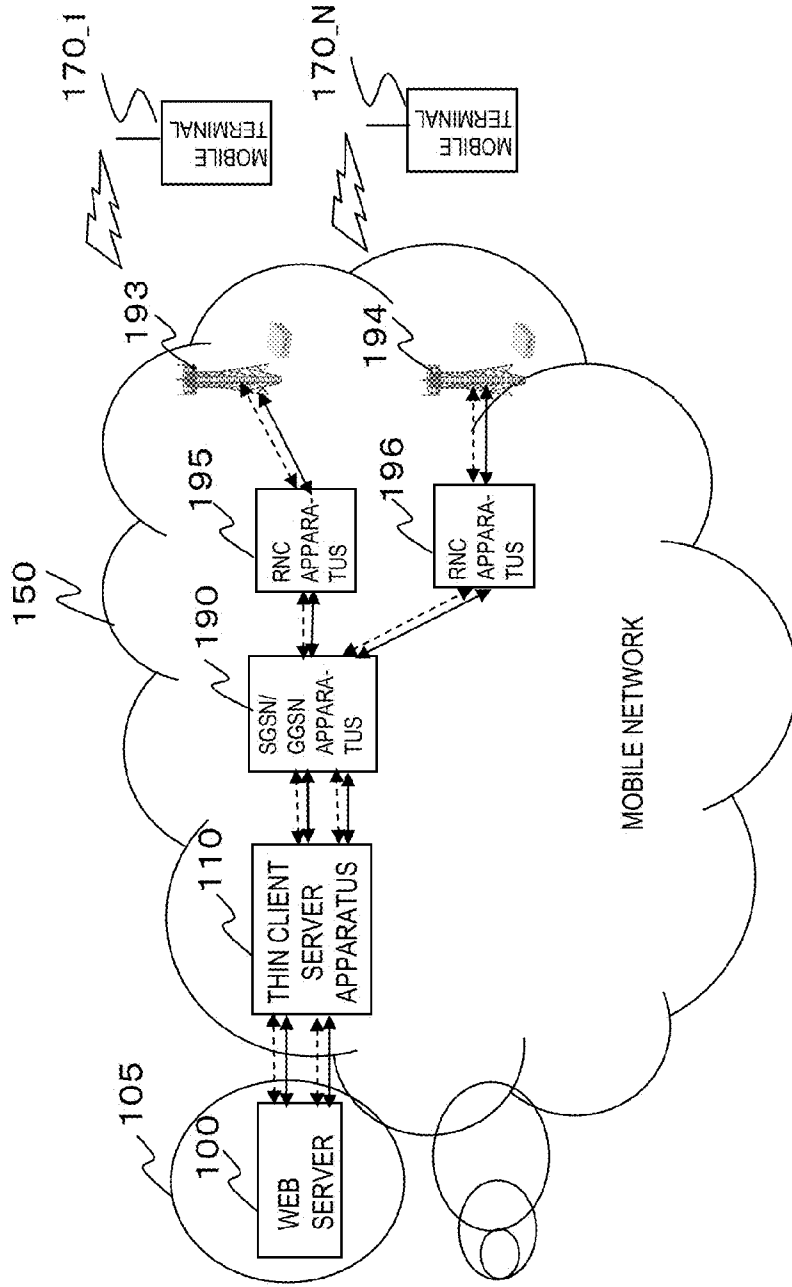 105
100
WEB
SERVER
110
THIN CLIENT
SERVER
APPARATUS
150
190
SGSN/
GGSN
APPARA-
TUS
195
RNC
APPARA-
TUS
196
RNC
APPARA-
TUS
193
194
170_1
MOBILE
TERMINAL
170_N
MOBILE
TERMINAL
MOBILE NETWORK